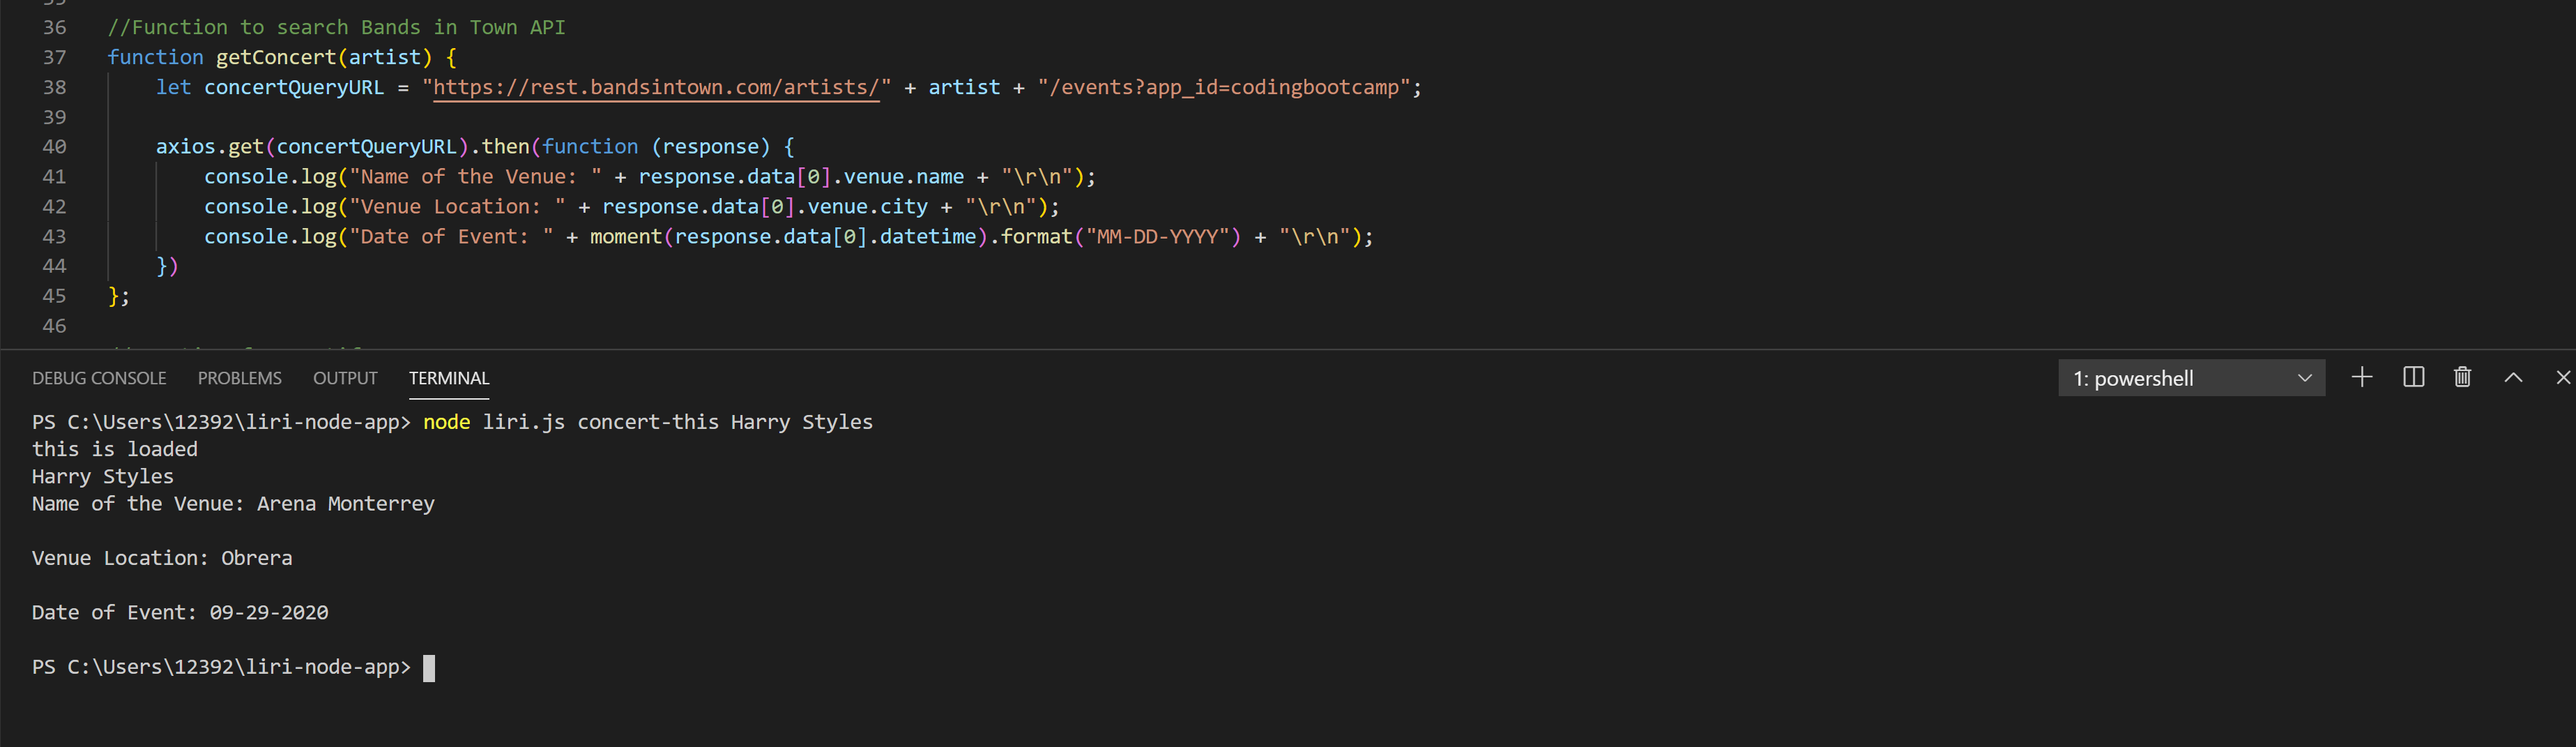 36 //Function to search Bands in Town API
37 function getConcert(artist) {
38 let concertQueryURL = "https://rest.bandsintown.com/artists/" + artist + "/events?app_id=codingbootcamp";
39
40 axios.get(concertQueryURL).then(function (response) {
41 console.log("Name of the Venue: " + response.data[0].venue.name + "\r\n");
42 console.log("Venue Location: " + response.data[0].venue.city + "\r\n");
43 console.log("Date of Event: " + moment(response.data[0].datetime).format("MM-DD-YYYY") + "\r\n");
44 })
45 };
46
DEBUG CONSOLE PROBLEMS OUTPUT TERMINAL 1: powershell
PS C:\Users\12392\liri-node-app> node liri.js concert-this Harry Styles
this is loaded
Harry Styles
Name of the Venue: Arena Monterrey
Venue Location: Obrera
Date of Event: 09-29-2020
PS C:\Users\12392\liri-node-app>